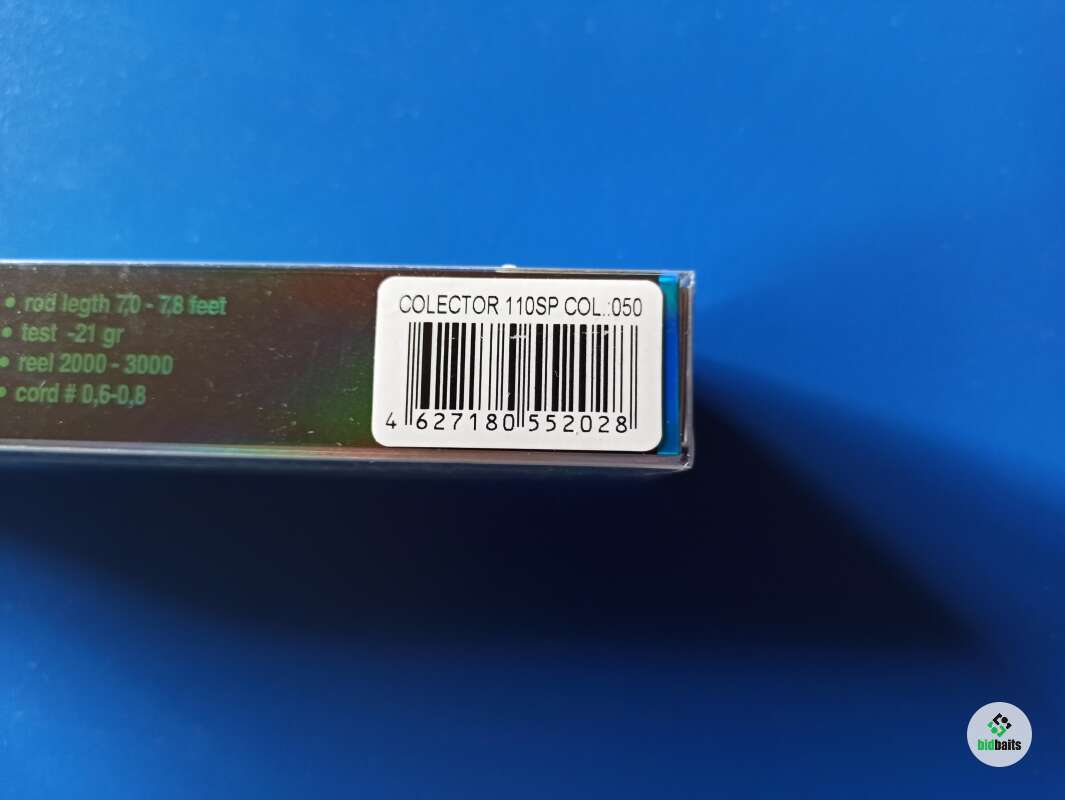 • rod legth 7,0 - 7,8 feet
• test -21 gr
• reel 2000 - 3000
• cord # 0,6-0,8
COLECTOR 110SP COL.:050
4 627180 552028
bidbaits